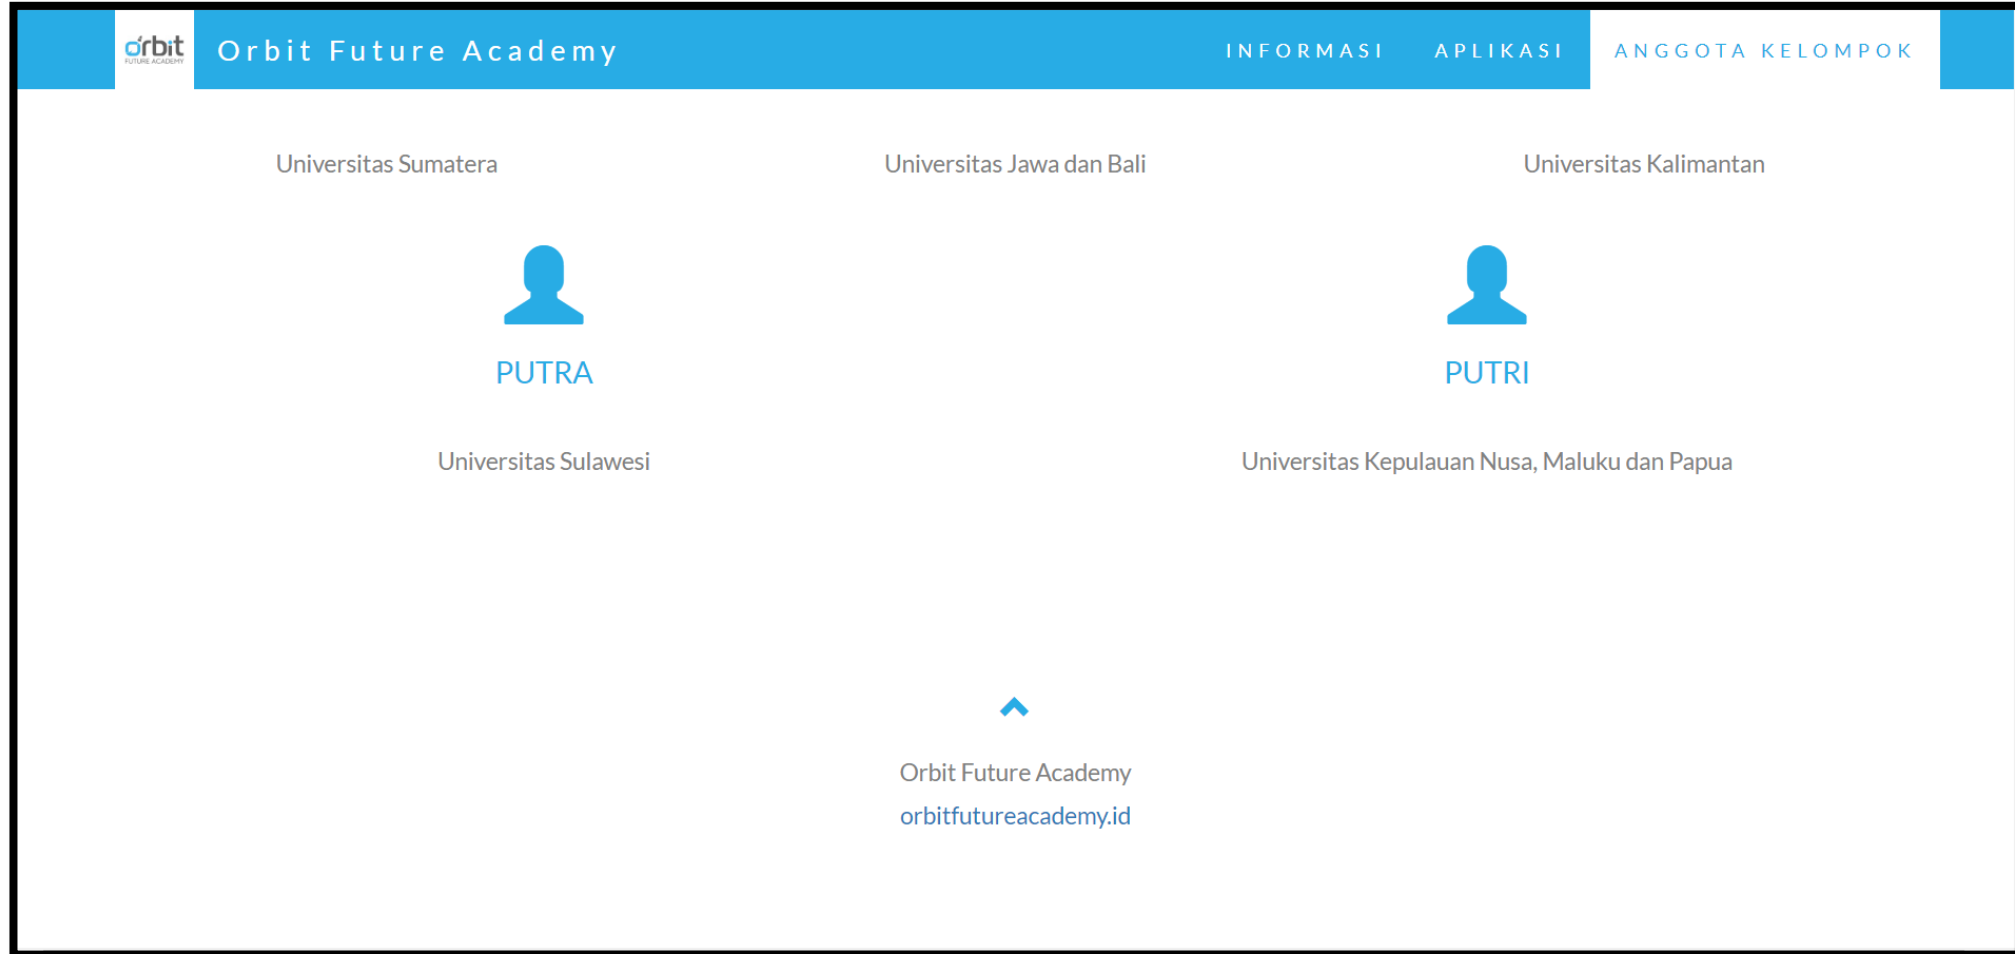 orbit
FUTURE ACADEMY
Orbit Future Academy
INFORMASI
APLIKASI
ANGGOTA KELOMPOK
Universitas Sumatera
Universitas Jawa dan Bali
Universitas Kalimantan
PUTRA
PUTRI
Universitas Sulawesi
Universitas Kepulauan Nusa, Maluku dan Papua
Orbit Future Academy
orbitfutureacademy.id